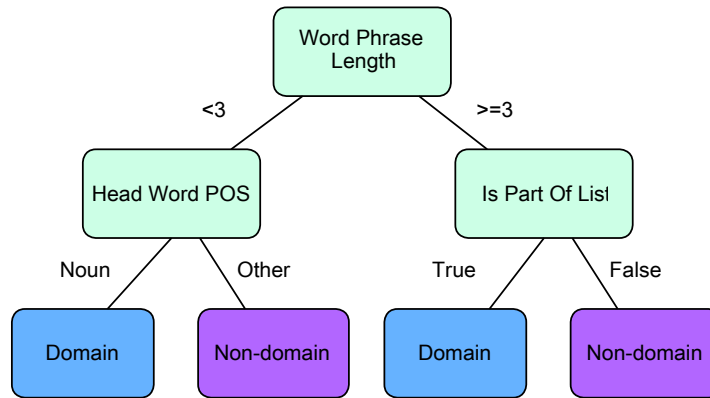 Word Phrase
Length
<3
>=3
Head Word POS
Is Part Of List
Noun
Other
True
False
Domain
Non-domain
Domain
Non-domain